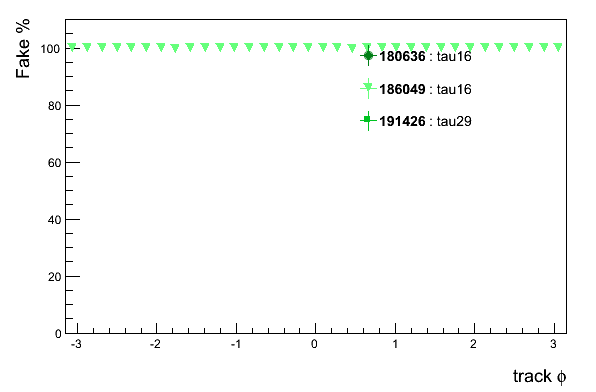 Fake %
100
80
60
40
20
0
180636 : tau16
186049 : tau16
191426 : tau29
-3 -2 -1 0 1 2 3
track ϕ